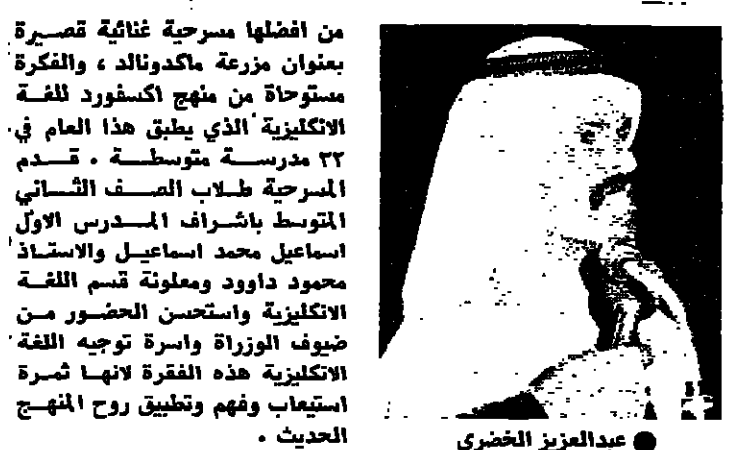 من افضلها مسرحية غنائية قصيرة
بعنوان مزرعة ماكدونالد ، والفكرة
مستوحاة من منهج اكسفورد للغة
الانكليزية الذي يطبق هذا العام في
٢٢ مدرسة متوسطة . قدم
المسرحية طلاب الصف الثاني
المتوسط باشراف المدرس الاول
اسماعيل محمد اسماعيل والاستاذ
محمود داوود ومعلونة قسم اللغة
الانكليزية واستحسن الحضور من
ضيوف الوزراة واسرة توجيه اللغة
الانكليزية هذه الفقرة لانها ثمرة
استيعاب وفهم وتطبيق روح المنهج
الحديث .
● عبدالعزيز الخضري